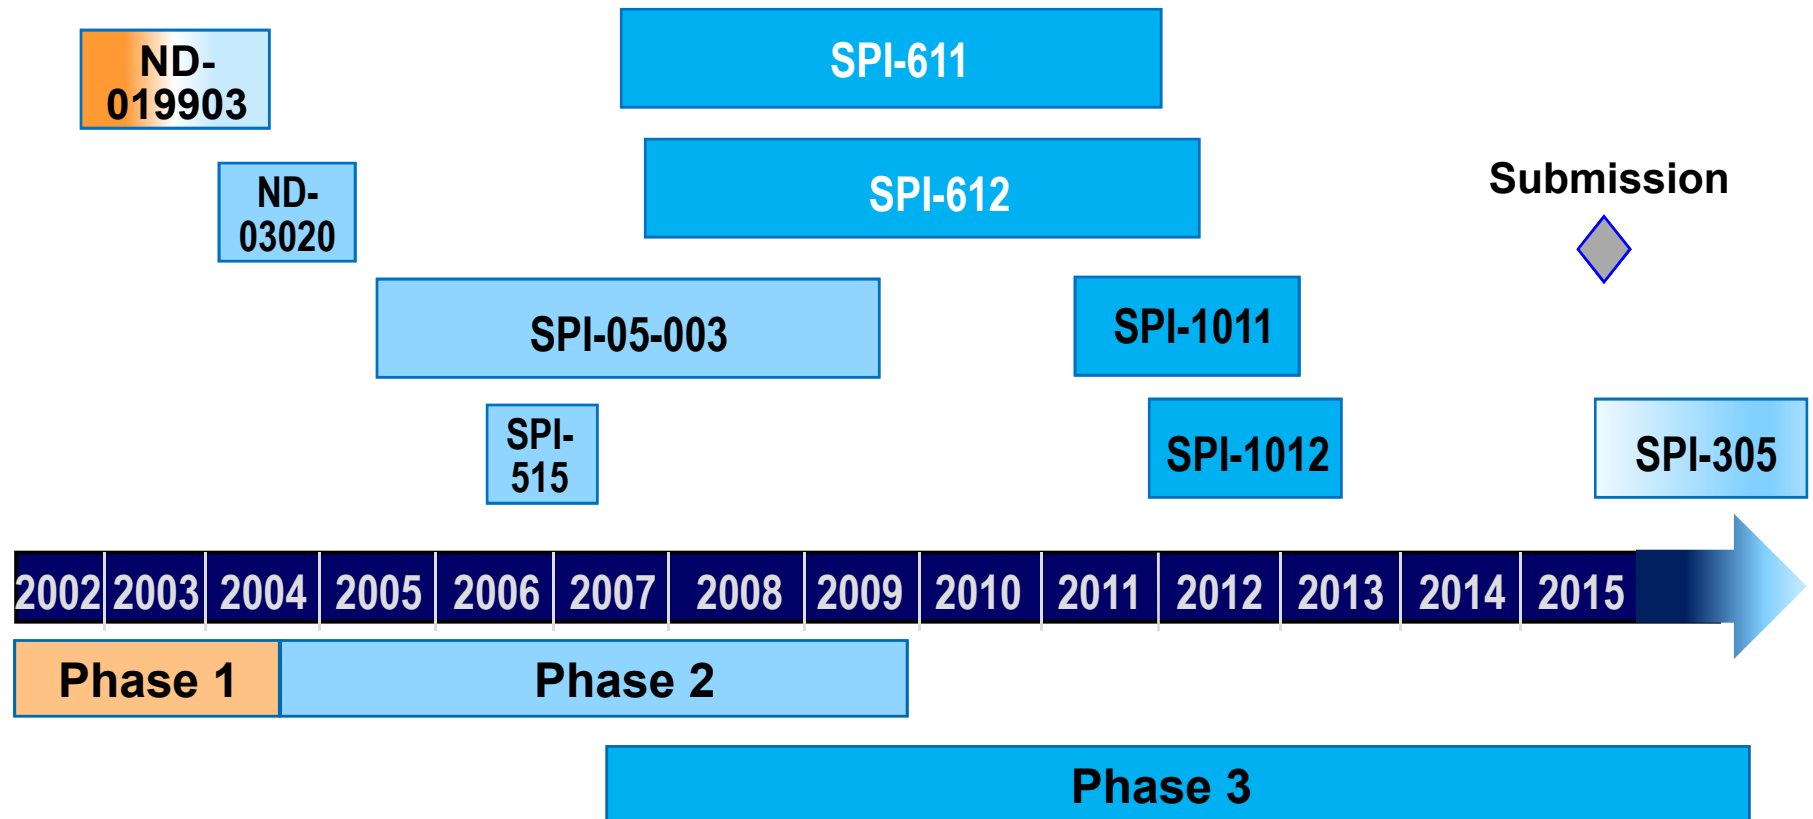 ND-
019903
SPI-611
ND-
03020
SPI-612
Submission
SPI-05-003
SPI-1011
SPI-
515
SPI-1012
SPI-305
2002 2003 2004 2005 2006 2007 2008 2009 2010 2011 2012 2013 2014 2015
Phase 1 Phase 2
Phase 3